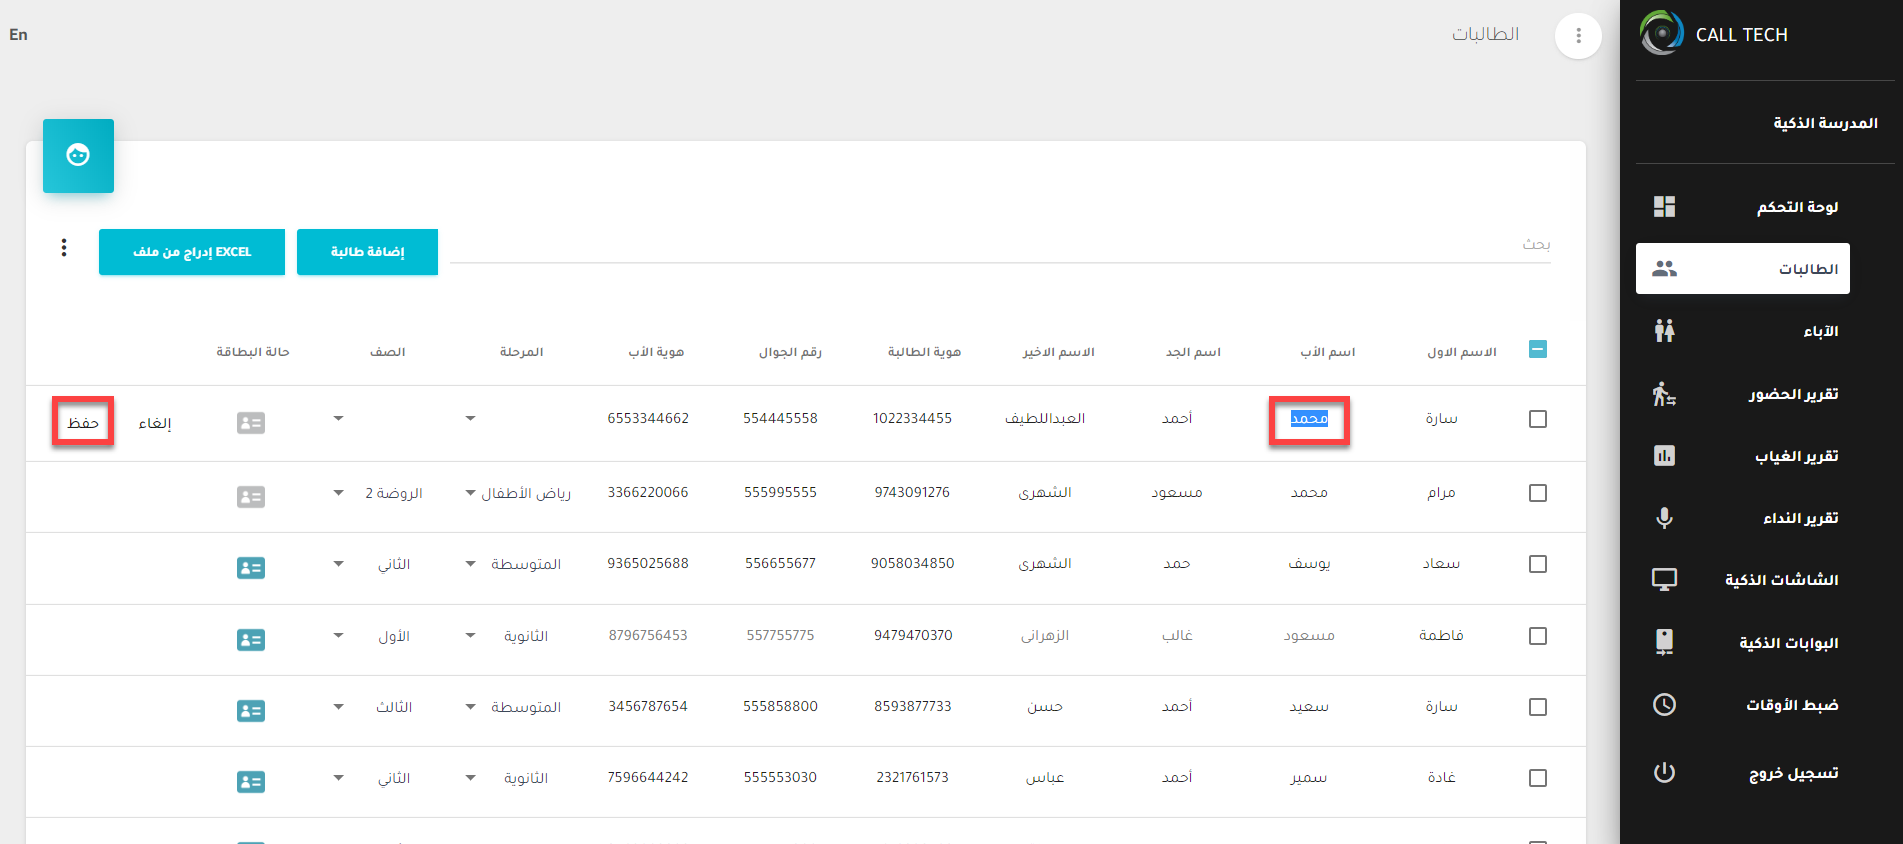 CALL TECH
المدرسة الذكية
لوحة التحكم
الطالبات
الآباء
تقرير الحضور
تقرير الغياب
تقرير النداء
الشاشات الذكية
البوابات الذكية
ضبط الأوقات
تسجيل خروج
الطالبات
En
بحث
إضافة طالبة
إدراج من ملف EXCEL
الاسم الاول اسم الأب اسم الجد الاسم الاخير هوية الطالبة رقم الجوال هوية الأب المرحلة الصف حالة البطاقة
سارة محمد أحمد العبداللطيف 1022334455 554445558 6553344662 إلغاء حفظ
مرام محمد مسعود الشهرى 9743091276 555995555 3366220066 رياض الأطفال الروضة 2
سعاد يوسف حمد الشهرى 9058034850 556655677 9365025688 المتوسطة الثاني
فاطمة مسعود غالب الزهرانى 9479470370 557755775 8796756453 الثانوية الأول
سارة سعيد أحمد حسن 8593877733 555858800 3456787654 المتوسطة الثالث
غادة سمير أحمد عباس 2321761573 555553030 7596644242 الثانوية الثاني